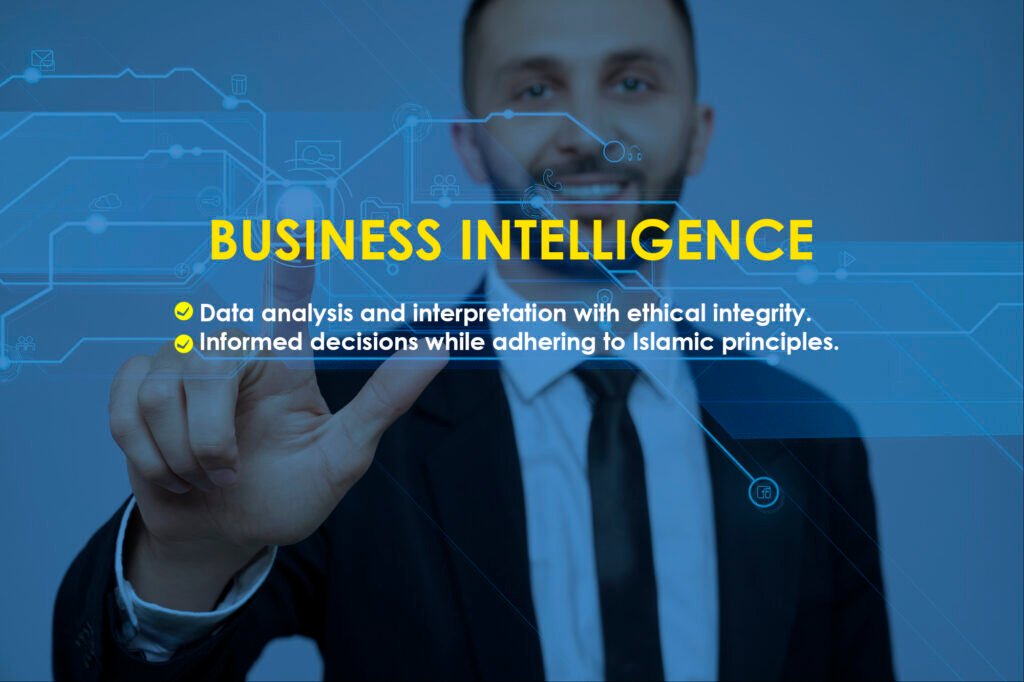 BUSINESS INTELLIGENCE
Data analysis and interpretation with ethical integrity.
Informed decisions while adhering to Islamic principles.